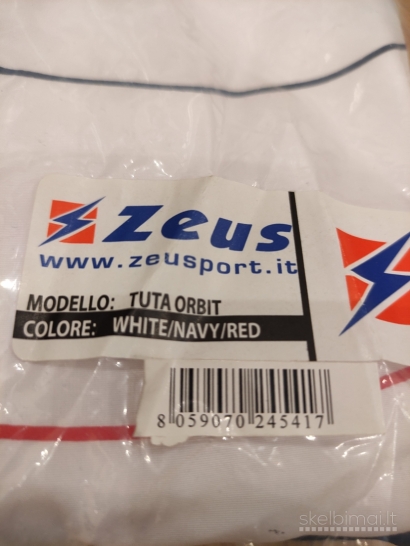 Zeus
www.zeusport.it
MODELLO: TUTA ORBIT
COLORE: WHITE/NAVY/RED
8 059070 245417
skelbimai.lt